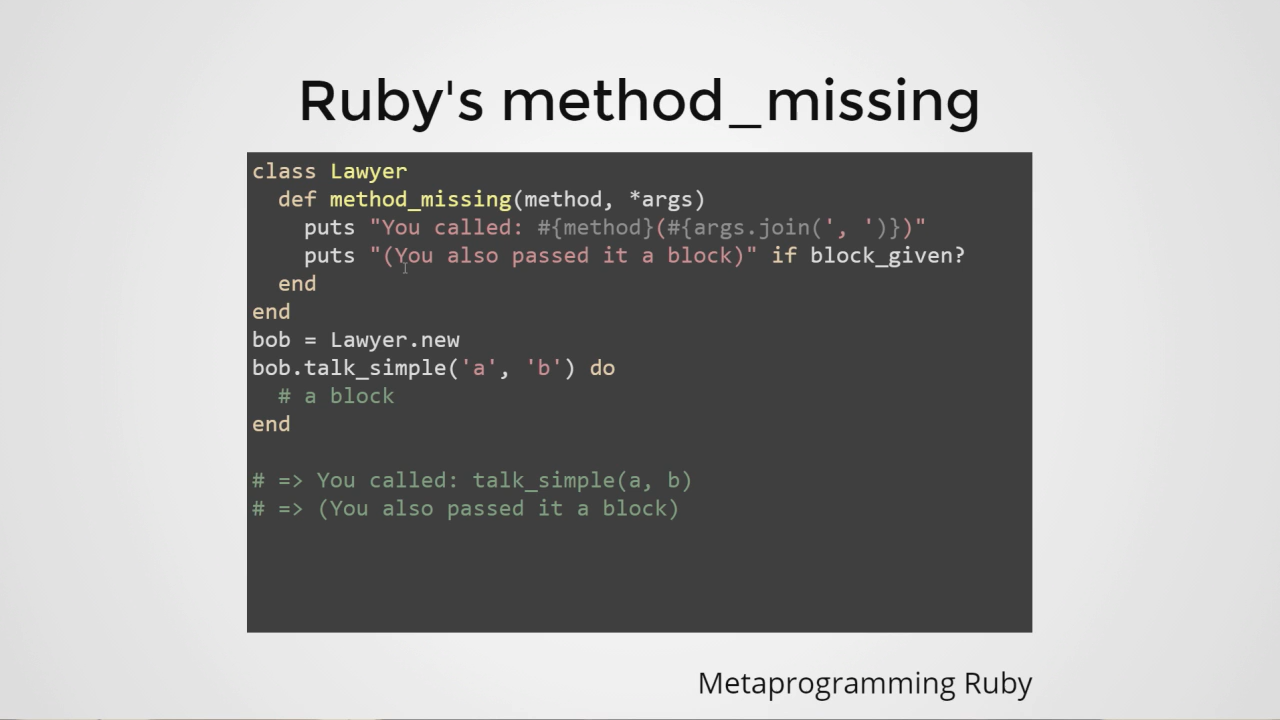 Ruby's method_missing
class Lawyer
  def method_missing(method, *args)
    puts "You called: #{method}(#{args.join(', ')})"
    puts "(You also passed it a block)" if block_given?
  end
end
bob = Lawyer.new
bob.talk_simple('a', 'b') do
  # a block
end
# => You called: talk_simple(a, b)
# => (You also passed it a block)
Metaprogramming Ruby